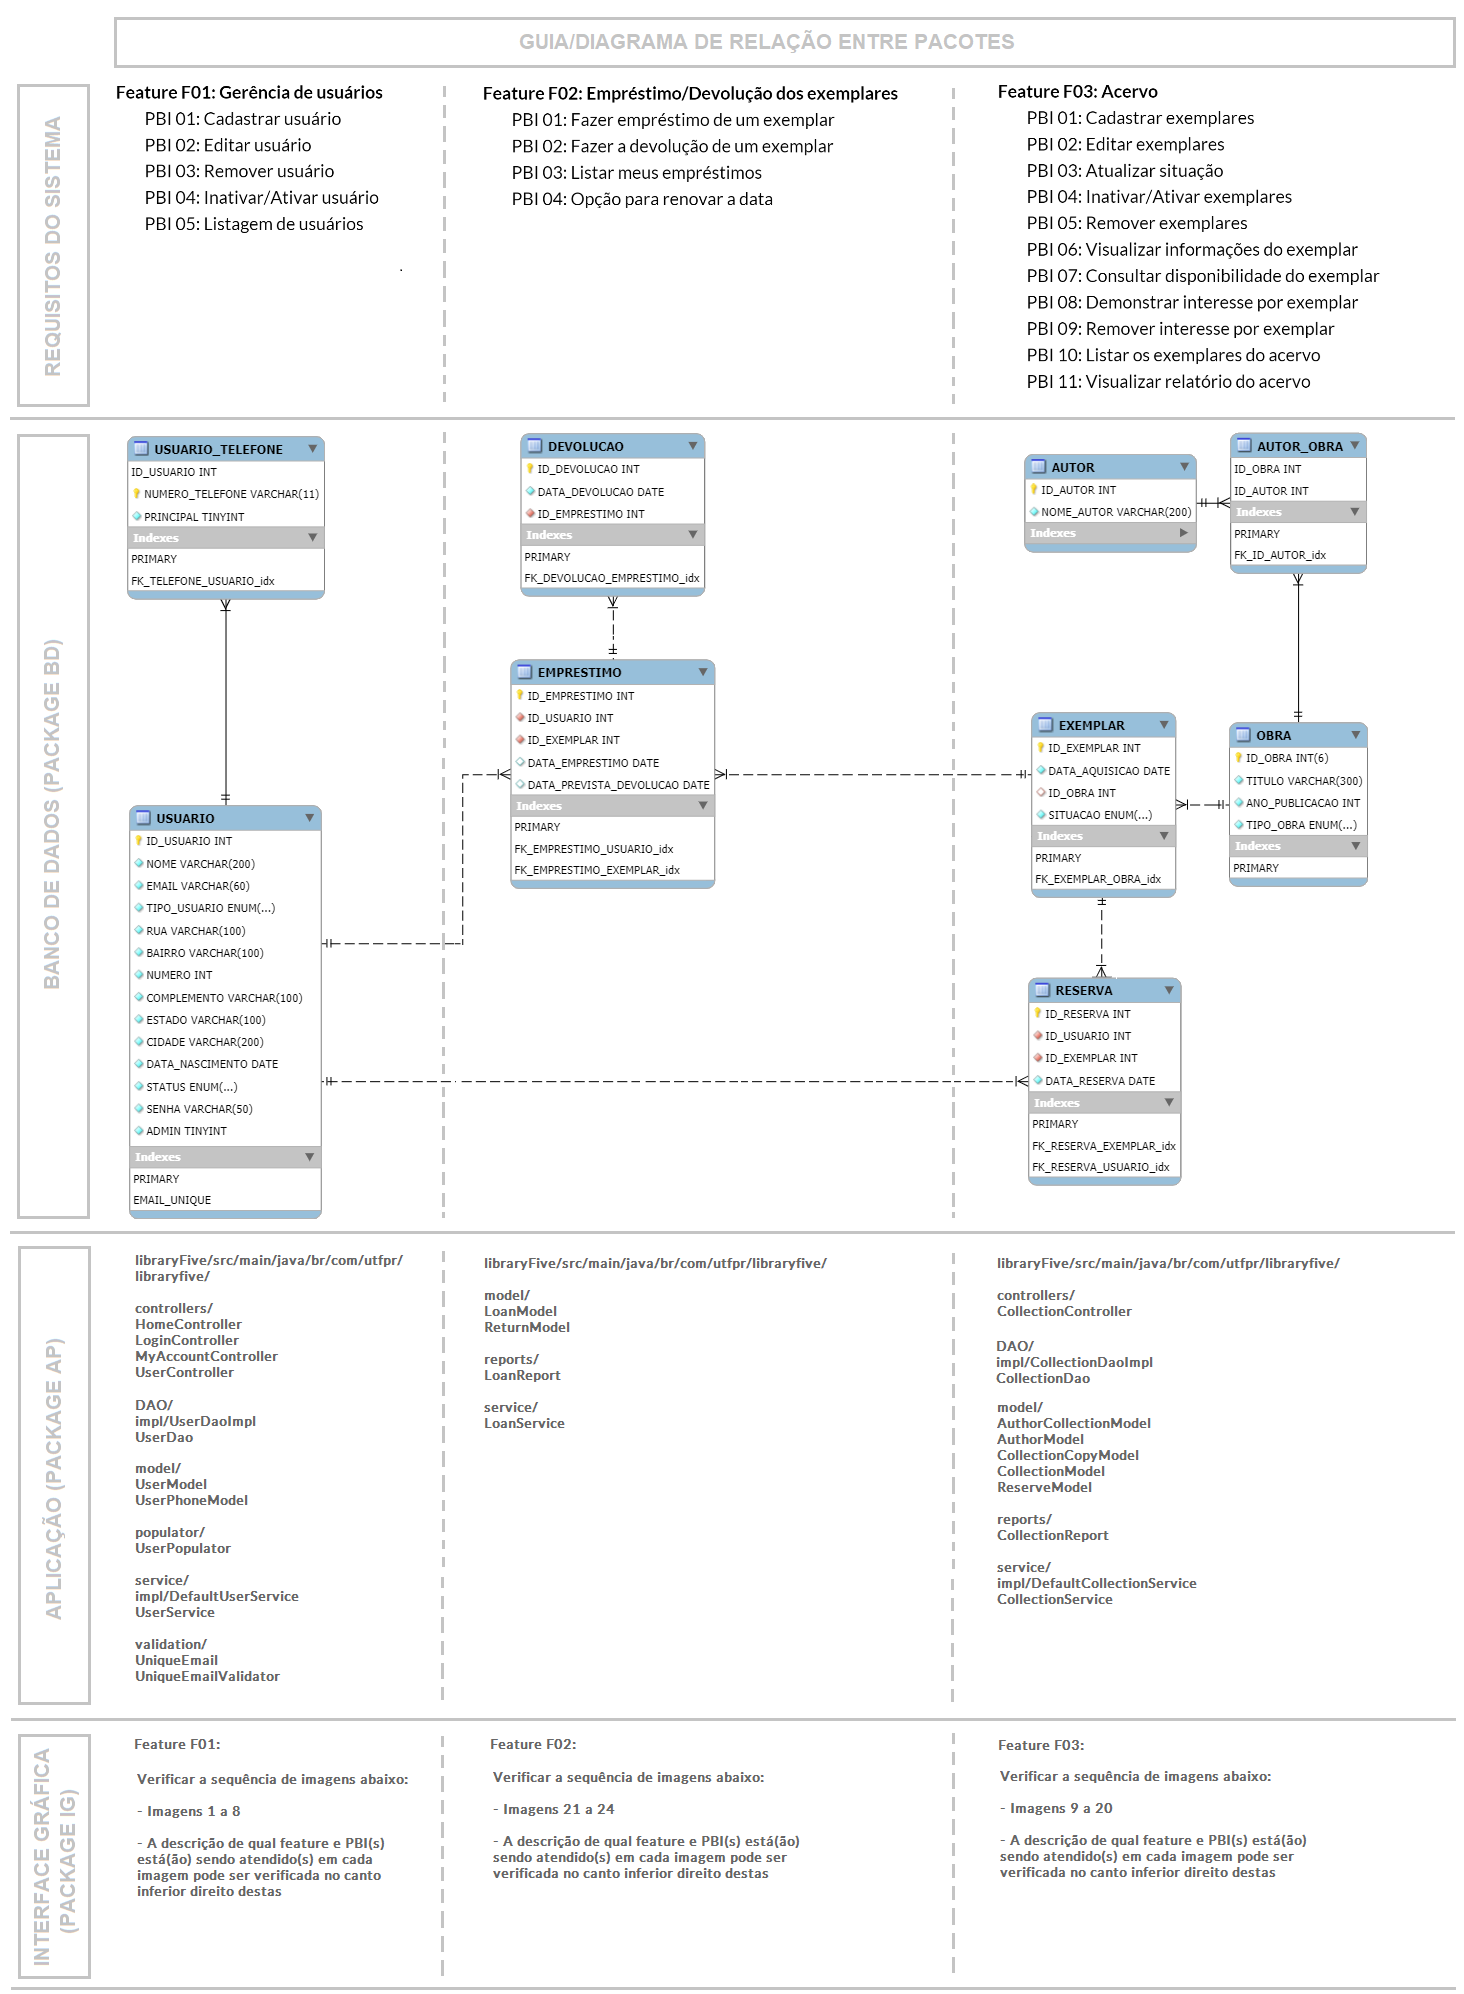 GUIA/DIAGRAMA DE RELAÇÃO ENTRE PACOTES
REQUISITOS DO SISTEMA
Feature F01: Gerência de usuários
PBI 01: Cadastrar usuário
PBI 02: Editar usuário
PBI 03: Remover usuário
PBI 04: Inativar/Ativar usuário
PBI 05: Listagem de usuários
.
Feature F02: Empréstimo/Devolução dos exemplares
PBI 01: Fazer empréstimo de um exemplar
PBI 02: Fazer a devolução de um exemplar
PBI 03: Listar meus empréstimos
PBI 04: Opção para renovar a data
Feature F03: Acervo
PBI 01: Cadastrar exemplares
PBI 02: Editar exemplares
PBI 03: Atualizar situação
PBI 04: Inativar/Ativar exemplares
PBI 05: Remover exemplares
PBI 06: Visualizar informações do exemplar
PBI 07: Consultar disponibilidade do exemplar
PBI 08: Demonstrar interesse por exemplar
PBI 09: Remover interesse por exemplar
PBI 10: Listar os exemplares do acervo
PBI 11: Visualizar relatório do acervo
BANCO DE DADOS (PACKAGE BD)
USUARIO_TELEFONE
ID_USUARIO INT
NUMERO_TELEFONE VARCHAR(11)
PRINCIPAL TINYINT
Indexes
PRIMARY
FK_TELEFONE_USUARIO_idx
USUARIO
ID_USUARIO INT
NOME VARCHAR(200)
EMAIL VARCHAR(60)
TIPO_USUARIO ENUM(...)
RUA VARCHAR(100)
BAIRRO VARCHAR(100)
NUMERO INT
COMPLEMENTO VARCHAR(100)
ESTADO VARCHAR(100)
CIDADE VARCHAR(200)
DATA_NASCIMENTO DATE
STATUS ENUM(...)
SENHA VARCHAR(50)
ADMIN TINYINT
Indexes
PRIMARY
EMAIL_UNIQUE
DEVOLUCAO
ID_DEVOLUCAO INT
DATA_DEVOLUCAO DATE
ID_EMPRESTIMO INT
Indexes
PRIMARY
FK_DEVOLUCAO_EMPRESTIMO_idx
EMPRESTIMO
ID_EMPRESTIMO INT
ID_USUARIO INT
ID_EXEMPLAR INT
DATA_EMPRESTIMO DATE
DATA_PREVISTA_DEVOLUCAO DATE
Indexes
PRIMARY
FK_EMPRESTIMO_USUARIO_idx
FK_EMPRESTIMO_EXEMPLAR_idx
AUTOR
ID_AUTOR INT
NOME_AUTOR VARCHAR(200)
Indexes
AUTOR_OBRA
ID_OBRA INT
ID_AUTOR INT
Indexes
PRIMARY
FK_ID_AUTOR_idx
EXEMPLAR
ID_EXEMPLAR INT
DATA_AQUISICAO DATE
ID_OBRA INT
SITUACAO ENUM(...)
Indexes
PRIMARY
FK_EXEMPLAR_OBRA_idx
OBRA
ID_OBRA INT(6)
TITULO VARCHAR(300)
ANO_PUBLICACAO INT
TIPO_OBRA ENUM(...)
Indexes
PRIMARY
RESERVA
ID_RESERVA INT
ID_USUARIO INT
ID_EXEMPLAR INT
DATA_RESERVA DATE
Indexes
PRIMARY
FK_RESERVA_EXEMPLAR_idx
FK_RESERVA_USUARIO_idx
APLICAÇÃO (PACKAGE AP)
libraryFive/src/main/java/br/com/utfpr/
libraryfive/
controllers/
HomeController
LoginController
MyAccountController
UserController
DAO/
impl/UserDaoImpl
UserDao
model/
UserModel
UserPhoneModel
populator/
UserPopulator
service/
impl/DefaultUserService
UserService
validation/
UniqueEmail
UniqueEmailValidator
libraryFive/src/main/java/br/com/utfpr/libraryfive/
model/
LoanModel
ReturnModel
reports/
LoanReport
service/
LoanService
libraryFive/src/main/java/br/com/utfpr/libraryfive/
controllers/
CollectionController
DAO/
impl/CollectionDaoImpl
CollectionDao
model/
AuthorCollectionModel
AuthorModel
CollectionCopyModel
CollectionModel
ReserveModel
reports/
CollectionReport
service/
impl/DefaultCollectionService
CollectionService
INTERFACE GRÁFICA
(PACKAGE IG)
Feature F01:
Verificar a sequência de imagens abaixo:
- Imagens 1 a 8
- A descrição de qual feature e PBI(s)
está(ão) sendo atendido(s) em cada
imagem pode ser verificada no canto
inferior direito destas
Feature F02:
Verificar a sequência de imagens abaixo:
- Imagens 21 a 24
- A descrição de qual feature e PBI(s) está(ão)
sendo atendido(s) em cada imagem pode ser
verificada no canto inferior direito destas
Feature F03:
Verificar a sequência de imagens abaixo:
- Imagens 9 a 20
- A descrição de qual feature e PBI(s) está(ão)
sendo atendido(s) em cada imagem pode ser
verificada no canto inferior direito destas